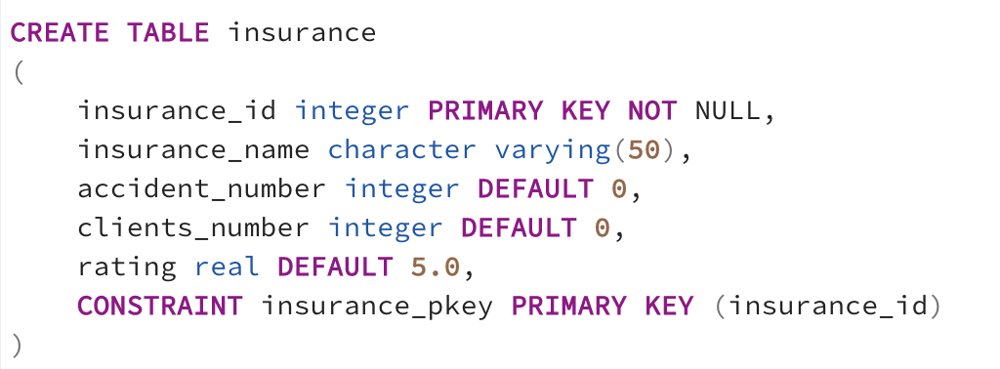 CREATE TABLE insurance
(
    insurance_id integer PRIMARY KEY NOT NULL,
    insurance_name character varying(50),
    accident_number integer DEFAULT 0,
    clients_number integer DEFAULT 0,
    rating real DEFAULT 5.0,
    CONSTRAINT insurance_pkey PRIMARY KEY (insurance_id)
)